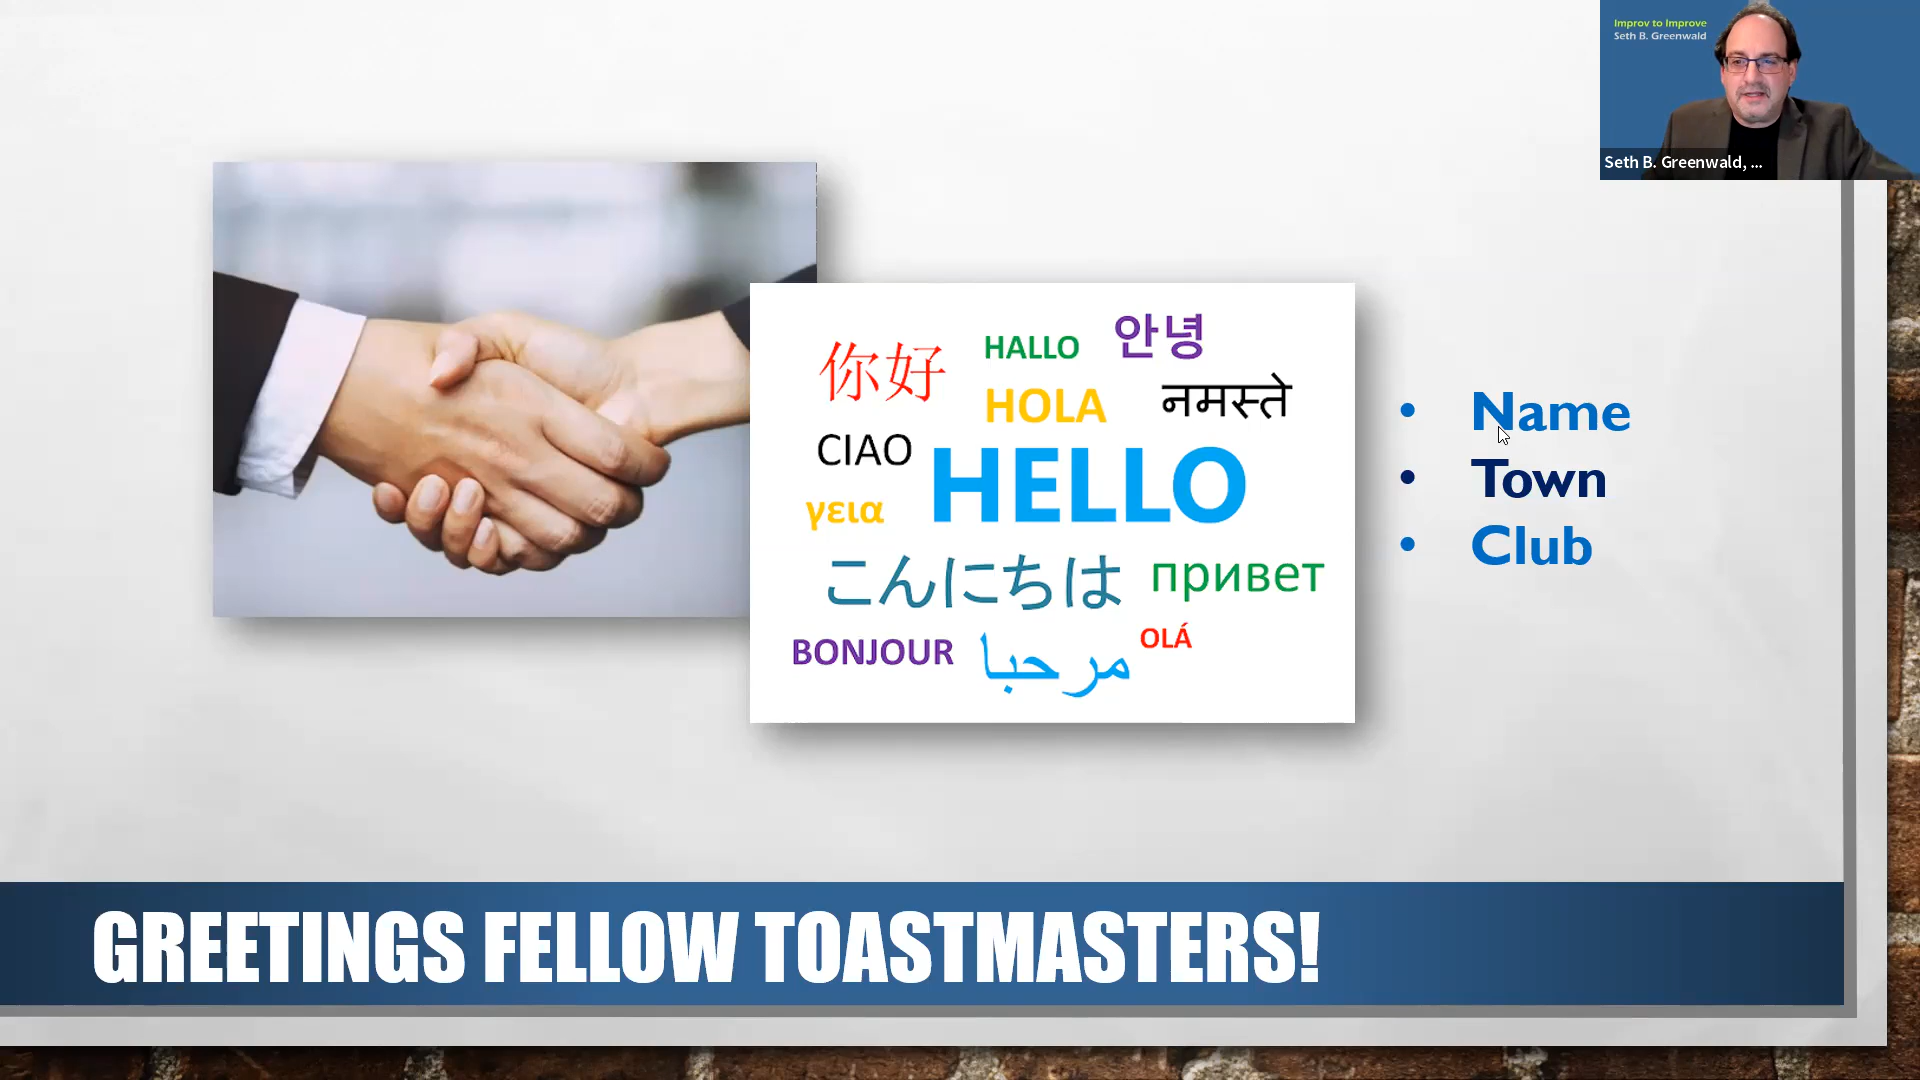 Improv to Improve
Seth B. Greenwald
Seth B. Greenwald, ...
你好
HALLO
안녕
HOLA
नमस्ते
CIAO
HELLO
γεια
こんにちは
привет
BONJOUR
مرحبا
OLÁ
• Name
• Town
• Club
GREETINGS FELLOW TOASTMASTERS!